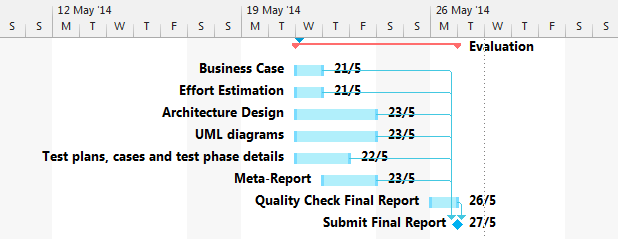 12 May '14 19 May '14 26 May '14
S S M T W T F S S M T W T F S S M T W T F S S
Evaluation
Business Case 21/5
Effort Estimation 21/5
Architecture Design 23/5
UML diagrams 23/5
Test plans, cases and test phase details 22/5
Meta-Report 23/5
Quality Check Final Report 26/5
Submit Final Report 27/5